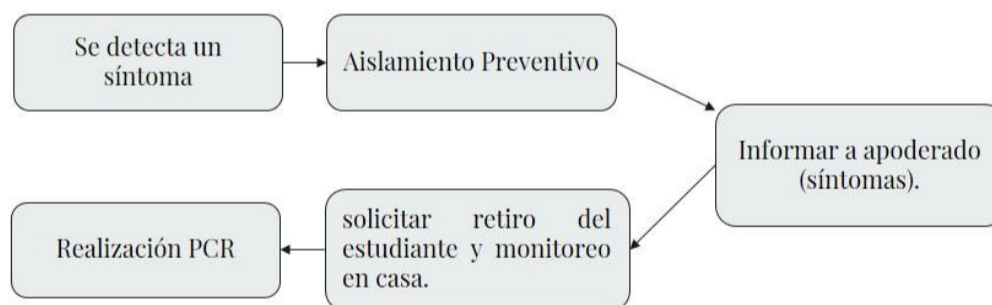 Se detecta un
síntoma
Aislamiento Preventivo
Informar a apoderado
(síntomas).
solicitar retiro del
estudiante y monitoreo
en casa.
Realización PCR